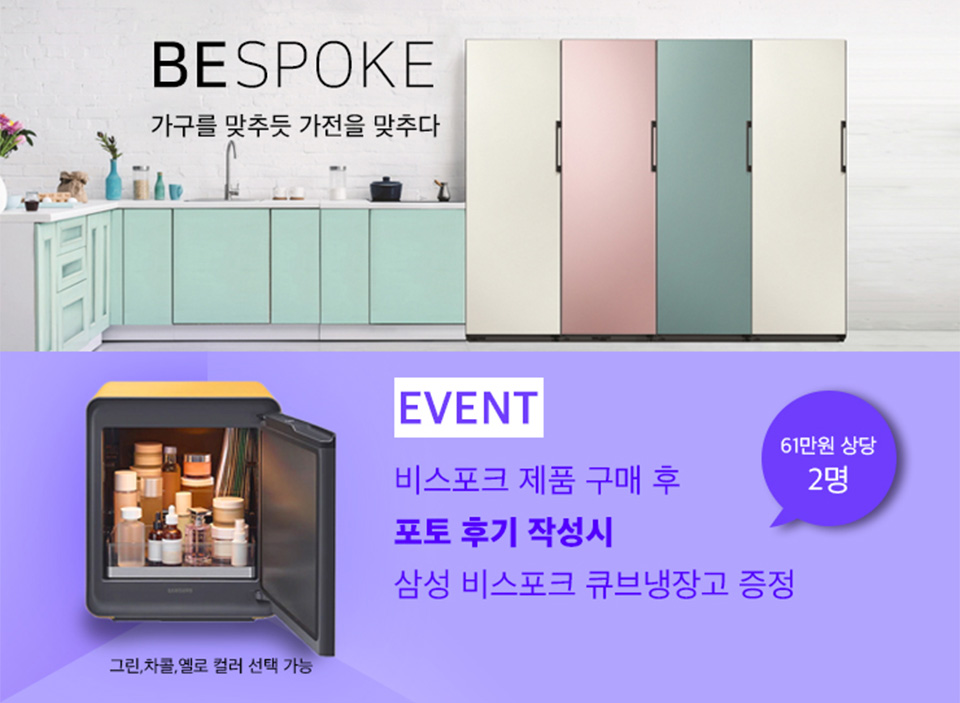 BESPOKE
가구를 맞추듯 가전을 맞추다
EVENT
비스포크 제품 구매 후
포토 후기 작성시
삼성 비스포크 큐브냉장고 증정
61만원 상당
2명
SAMSUNG
그린,차콜,옐로 컬러 선택 가능